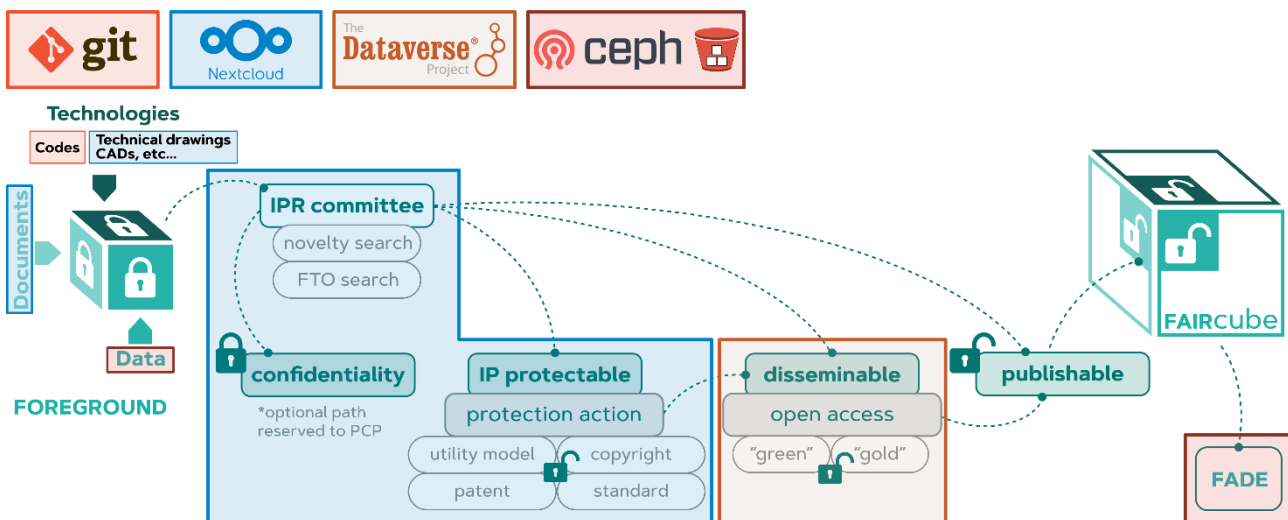 git
Nextcloud
The
Dataverse®
Project
ceph
Technologies
Codes
Technical drawings
CADs, etc...
Documents
Data
FOREGROUND
IPR committee
novelty search
FTO search
confidentiality
*optional path
reserved to PCP
IP protectable
protection action
utility model
copyright
patent
standard
disseminable
open access
“green”
“gold”
publishable
FAIRcube
FADE